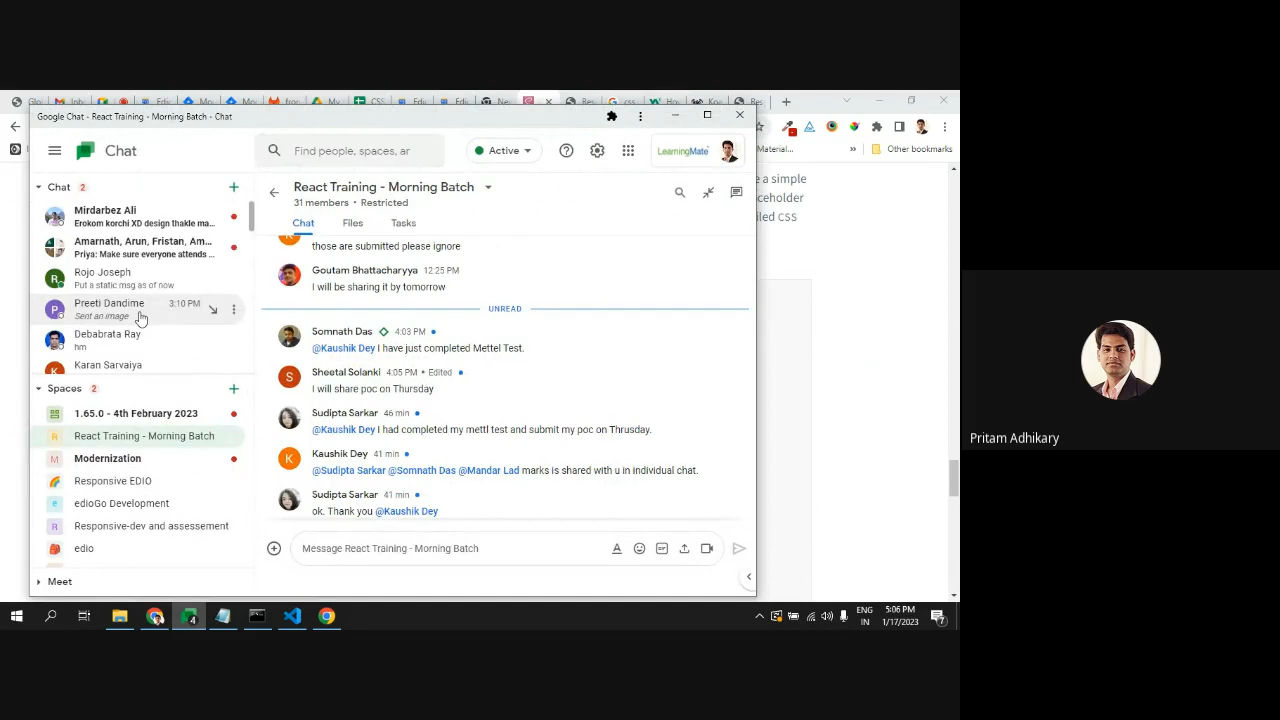 Google Chat - React Training - Morning Batch - Chat
Chat
Find people, spaces, ar
Active
LearningMate
Other bookmarks
Material...
Chat 2
Mirdarbez Ali
Erokom korchi XD design thakle ma...
Amarnath, Arun, Fristan, Am...
Priya: Make sure everyone attends ...
Rojo Joseph
Put a static msg as of now
Preeti Dandime 3:10 PM
Sent an image
Debabrata Ray
hm
Karan Sarvaiya
Spaces 2
1.65.0 - 4th February 2023
React Training - Morning Batch
Modernization
Responsive EDIO
edioGo Development
Responsive-dev and assessement
edio
Meet
React Training - Morning Batch
31 members • Restricted
Chat Files Tasks
those are submitted please ignore
Goutam Bhattacharyya 12:25 PM
I will be sharing it by tomorrow
UNREAD
Somnath Das 4:03 PM
@Kaushik Dey I have just completed Mettel Test.
Sheetal Solanki 4:05 PM • Edited
I will share poc on Thursday
Sudipta Sarkar 46 min
@Kaushik Dey I had completed my mettl test and submit my poc on Thrusday.
Kaushik Dey 41 min
@Sudipta Sarkar @Somnath Das @Mandar Lad marks is shared with u in individual chat.
Sudipta Sarkar 41 min
ok. Thank you @Kaushik Dey
Message React Training - Morning Batch
e a simple
ceholder
iled CSS
ENG
IN
5:06 PM
1/17/2023
Pritam Adhikary